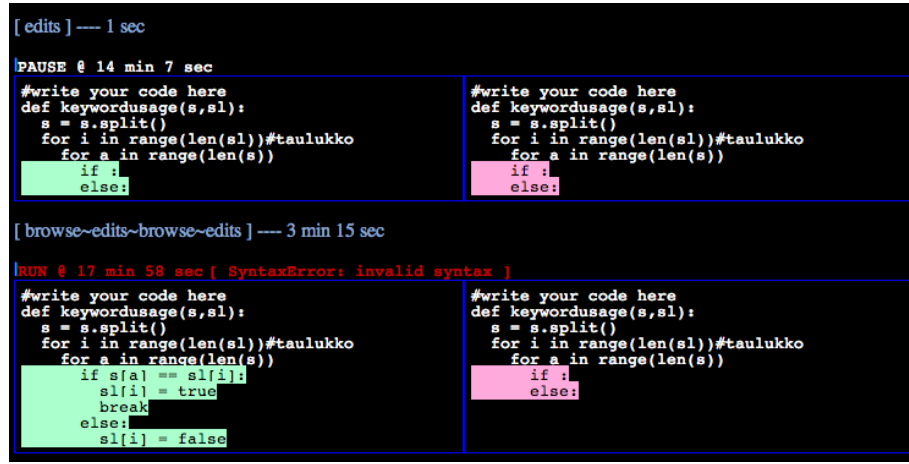 [ edits ] ---- 1 sec
PAUSE @ 14 min 7 sec
#write your code here
def keywordusage(s,sl):
  s = s.split()
  for i in range(len(sl))#taulukko
    for a in range(len(s))
      if :
      else:
#write your code here
def keywordusage(s,sl):
  s = s.split()
  for i in range(len(sl))#taulukko
    for a in range(len(s))
      if :
      else:
[ browse~edits~browse~edits ] ---- 3 min 15 sec
RUN @ 17 min 58 sec [ SyntaxError: invalid syntax ]
#write your code here
def keywordusage(s,sl):
  s = s.split()
  for i in range(len(sl))#taulukko
    for a in range(len(s))
      if s[a] == sl[i]:
        sl[i] = true
        break
      else:
        sl[i] = false
#write your code here
def keywordusage(s,sl):
  s = s.split()
  for i in range(len(sl))#taulukko
    for a in range(len(s))
      if :
      else: